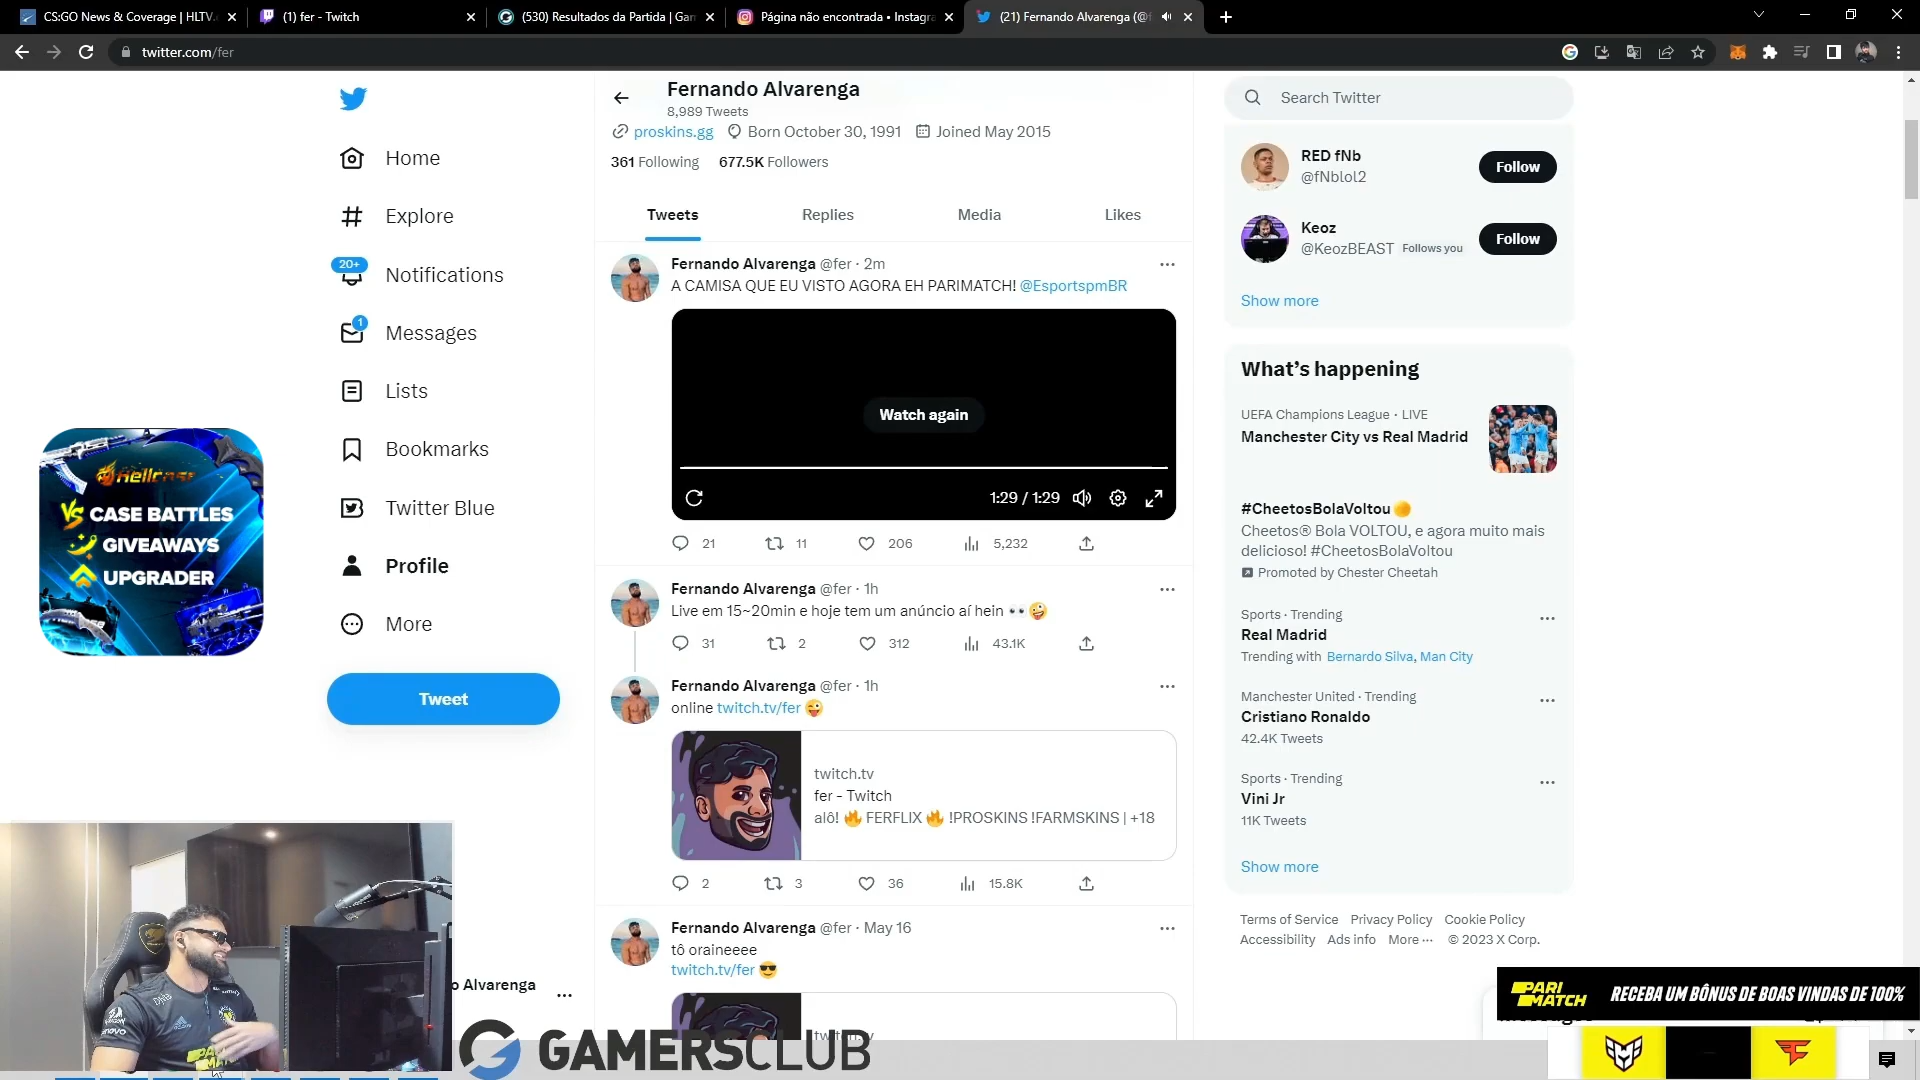 CS:GO News & Coverage | HLTV.
(1) fer - Twitch
(530) Resultados da Partida | Gam
Página não encontrada • Instagra
(21) Fernando Alvarenga (@f
twitter.com/fer
Fernando Alvarenga
8,989 Tweets
proskins.gg Born October 30, 1991 Joined May 2015
361 Following 677.5K Followers
Tweets Replies Media Likes
Home
Explore
20+
Notifications
1
Messages
Lists
Bookmarks
Twitter Blue
Profile
More
Tweet
Hellcase
VS CASE BATTLES
GIVEAWAYS
UPGRADER
Fernando Alvarenga @fer · 2m
A CAMISA QUE EU VISTO AGORA EH PARIMATCH! @EsportspmBR
Watch again
1:29 / 1:29
21 11 206 5,232
Fernando Alvarenga @fer · 1h
Live em 15~20min e hoje tem um anúncio aí hein 👀🤪
31 2 312 43.1K
Fernando Alvarenga @fer · 1h
online twitch.tv/fer 😜
twitch.tv
fer - Twitch
alô! 🔥 FERFLIX 🔥 !PROSKINS !FARMSKINS | +18
2 3 36 15.8K
Fernando Alvarenga @fer · May 16
tô oraineeee
twitch.tv/fer 😎
twitch.tv
o Alvarenga
GAMERSCLUB
Search Twitter
RED fNb
@fNblol2
Follow
Keoz
@KeozBEAST Follows you
Follow
Show more
What's happening
UEFA Champions League · LIVE
Manchester City vs Real Madrid
#CheetosBolaVoltou
Cheetos® Bola VOLTOU, e agora muito mais
delicioso! #CheetosBolaVoltou
Promoted by Chester Cheetah
Sports · Trending
Real Madrid
Trending with Bernardo Silva, Man City
Manchester United · Trending
Cristiano Ronaldo
42.4K Tweets
Sports · Trending
Vini Jr
11K Tweets
Show more
Terms of Service Privacy Policy Cookie Policy
Accessibility Ads info More ··· © 2023 X Corp.
PARI
MATCH
RECEBA UM BÔNUS DE BOAS VINDAS DE 100%